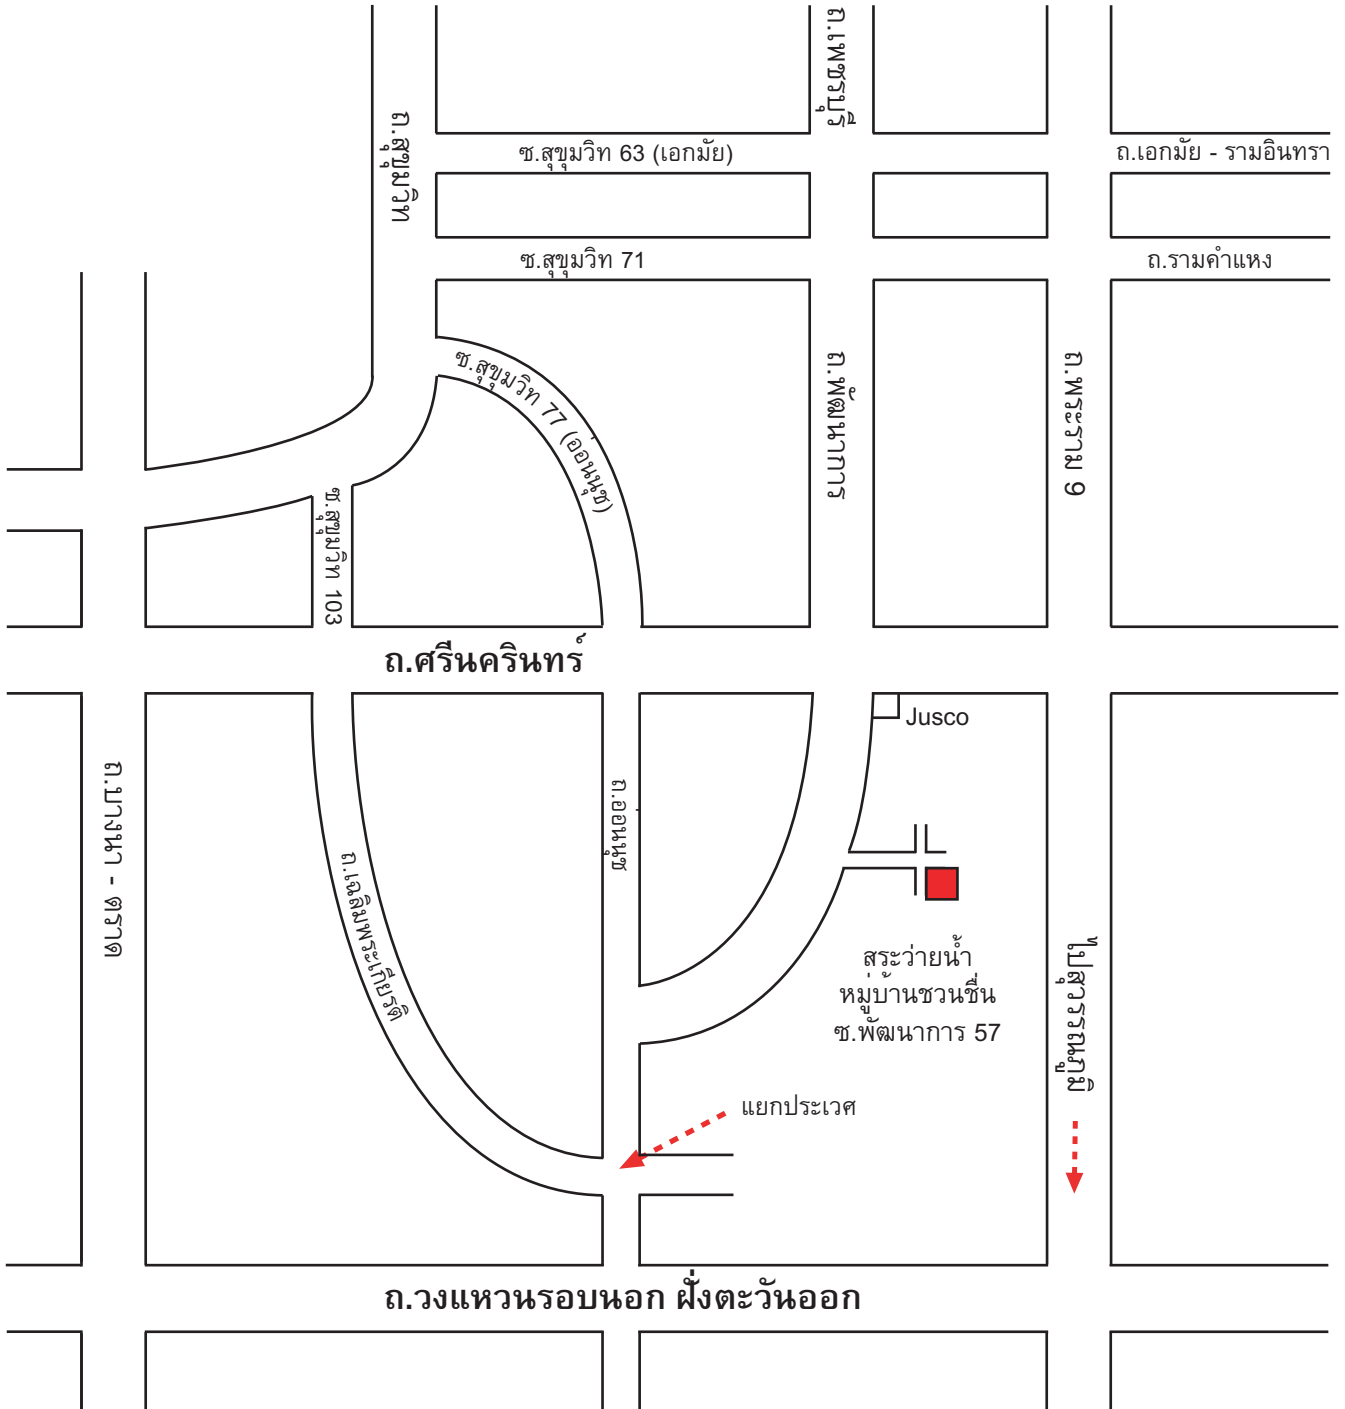 ถ.เพชรบุรี
ถ.สุขุมวิท
ซ.สุขุมวิท 63 (เอกมัย)
ถ.เอกมัย - รามอินทรา
ซ.สุขุมวิท 71
ถ.รามคำแหง
ซ.สุขุมวิท 77 (อ่อนนุช)
ถ.พัฒนาการ
ถ.พระราม 9
ซ.สุขุมวิท 103
ถ.ศรีนครินทร์
Jusco
ถ.บางนา - ตราด
ถ.อ่อนนุช
ถ.เฉลิมพระเกียรติ
สระว่ายน้ำ
หมู่บ้านชวนชื่น
ซ.พัฒนาการ 57
ไปสุวรรณภูมิ
แยกประเวศ
ถ.วงแหวนรอบนอก ฝั่งตะวันออก